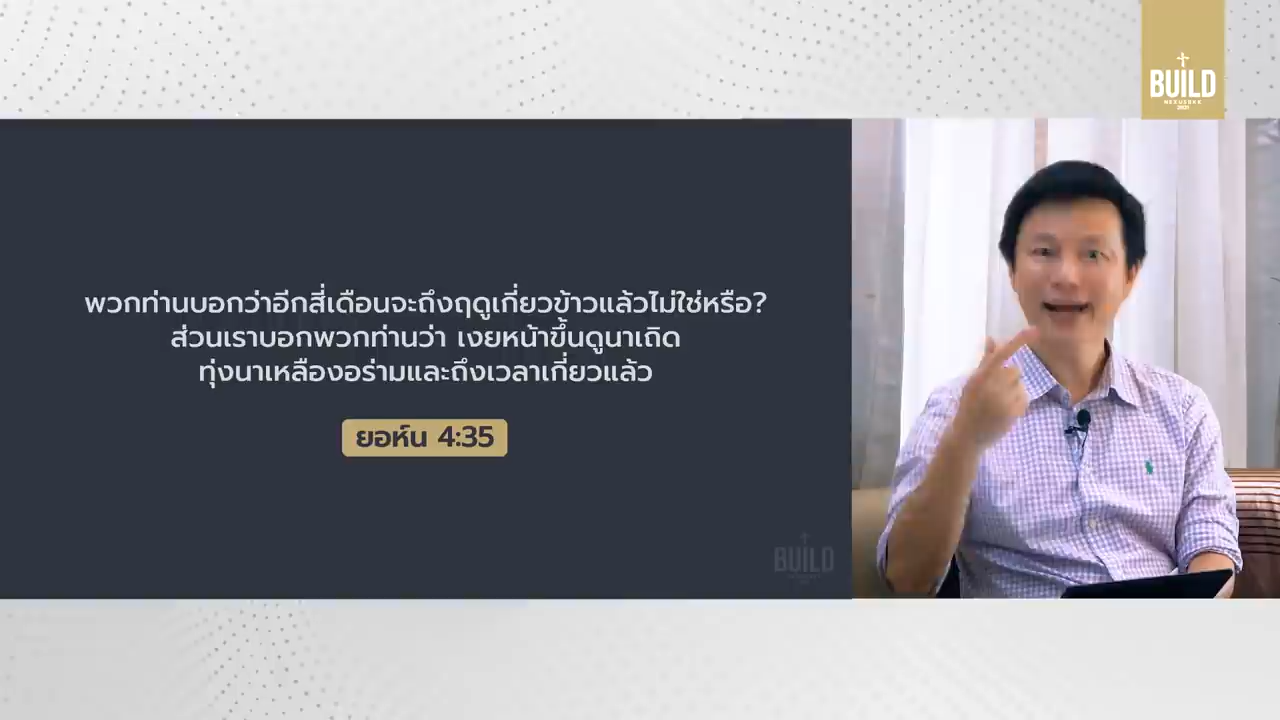 BUILD
NEXUSBKK
2021
พวกท่านบอกว่าอีกสี่เดือนจะถึงฤดูเกี่ยวข้าวแล้วไม่ใช่หรือ?
ส่วนเราบอกพวกท่านว่า เงยหน้าขึ้นดูนาเถิด
ทุ่งนาเหลืองอร่ามและถึงเวลาเกี่ยวแล้ว
ยอห์น 4:35
BUILD